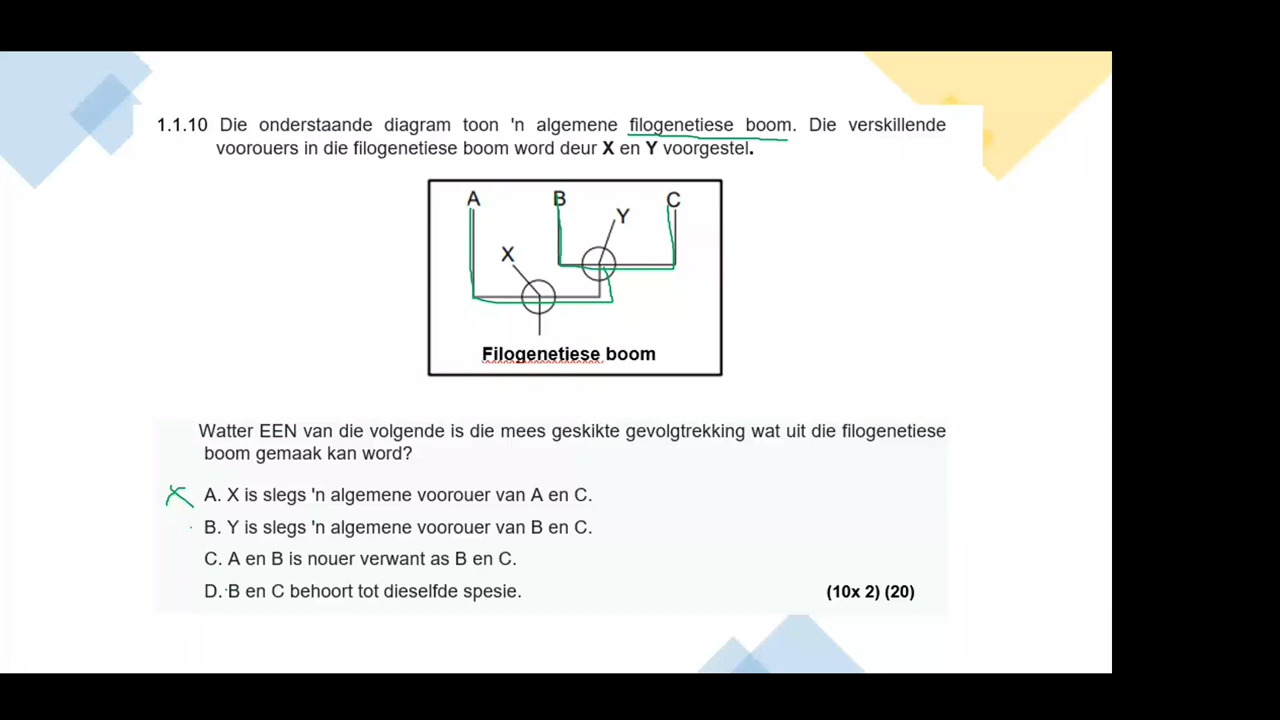 1.1.10 Die onderstaande diagram toon 'n algemene filogenetiese boom. Die verskillende
voorouers in die filogenetiese boom word deur X en Y voorgestel.
A B C
Y
X
Filogenetiese boom
Watter EEN van die volgende is die mees geskikte gevolgtrekking wat uit die filogenetiese
boom gemaak kan word?
A. X is slegs 'n algemene voorouer van A en C.
B. Y is slegs 'n algemene voorouer van B en C.
C. A en B is nouer verwant as B en C.
D. B en C behoort tot dieselfde spesie. (10x 2) (20)